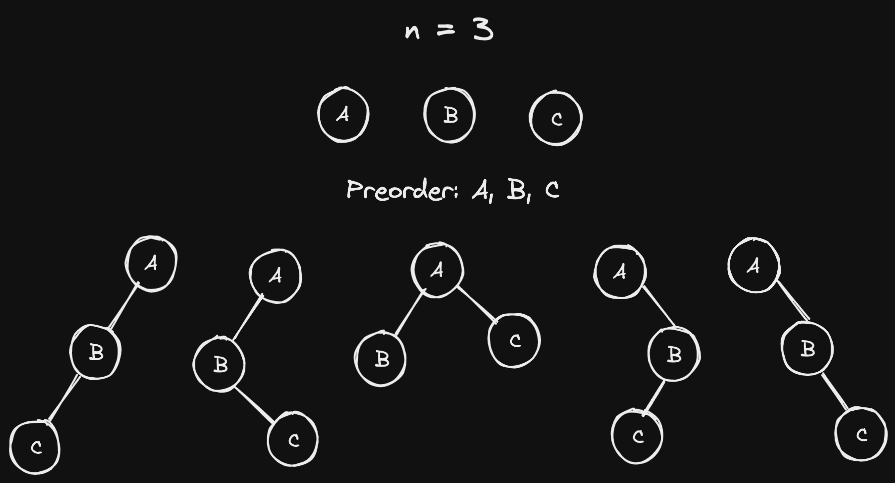 n = 3
A B C
Preorder: A, B, C
A A A A A
B B B C B B
C C C C